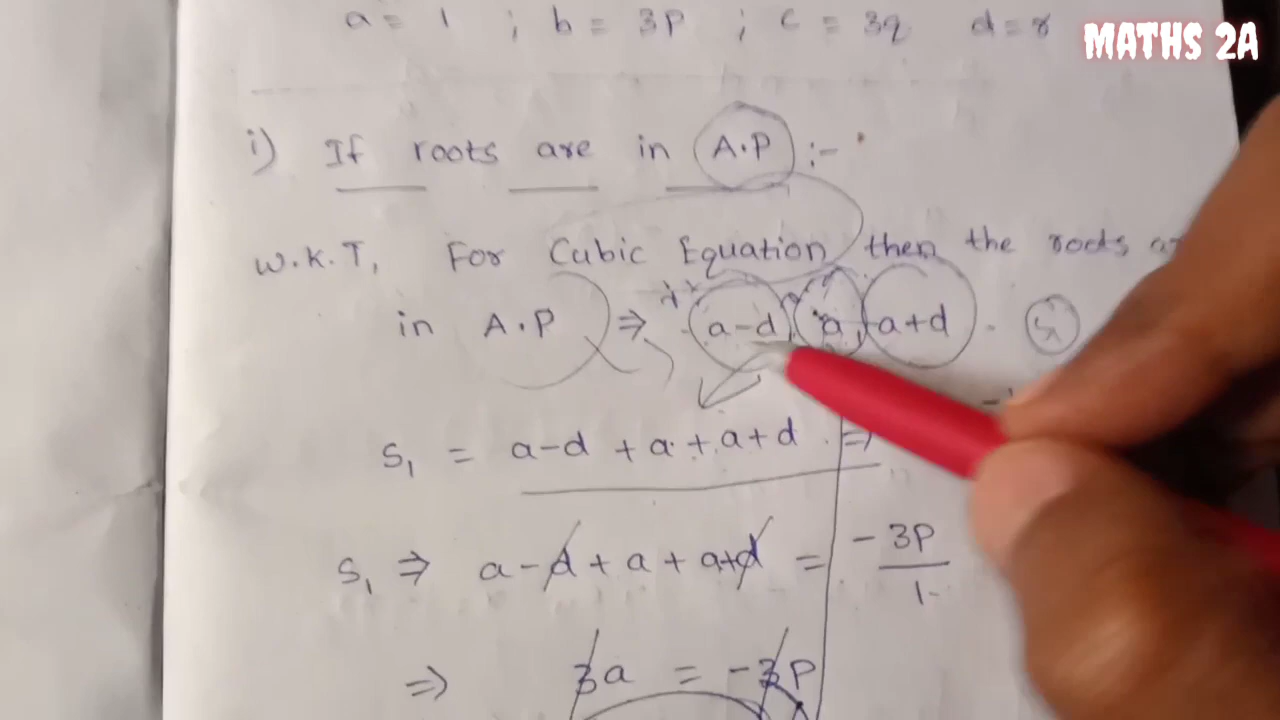 a = 1 ; b = 3p ; c = 3q d = r
MATHS 2A
i) If roots are in A.P :-
W.K.T, For Cubic Equation then the roots
in A.P ⇒ a-d, a, a+d.
S₁ = a-d + a + a+d ⇒
S₁ ⇒ a-d + a + a+d = -3p/1
⇒ 3a = -3p